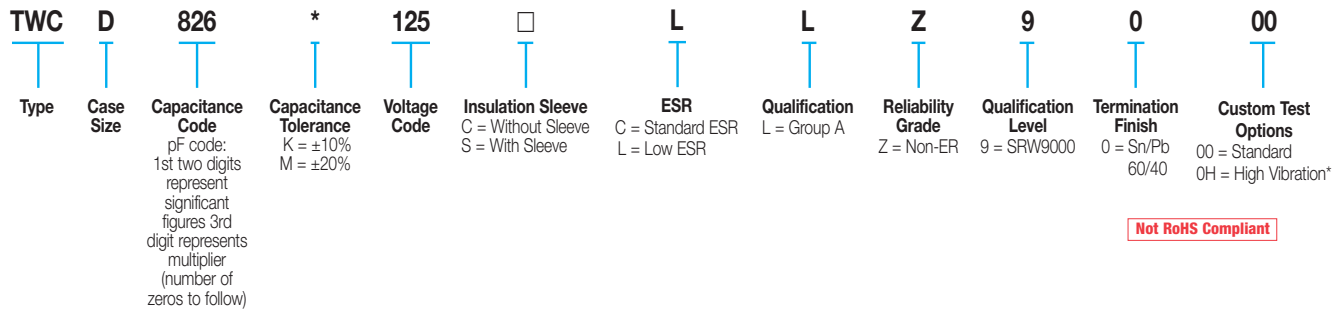 TWC D 826 * 125 □ L L Z 9 0 00
Type
Case
Size
Capacitance
Code
pF code:
1st two digits
represent
significant
figures 3rd
digit represents
multiplier
(number of
zeros to follow)
Capacitance
Tolerance
K = ±10%
M = ±20%
Voltage
Code
Insulation Sleeve
C = Without Sleeve
S = With Sleeve
ESR
C = Standard ESR
L = Low ESR
Qualification
L = Group A
Reliability
Grade
Z = Non-ER
Qualification
Level
9 = SRW9000
Termination
Finish
0 = Sn/Pb
60/40
Custom Test
Options
00 = Standard
0H = High Vibration*
Not RoHS Compliant